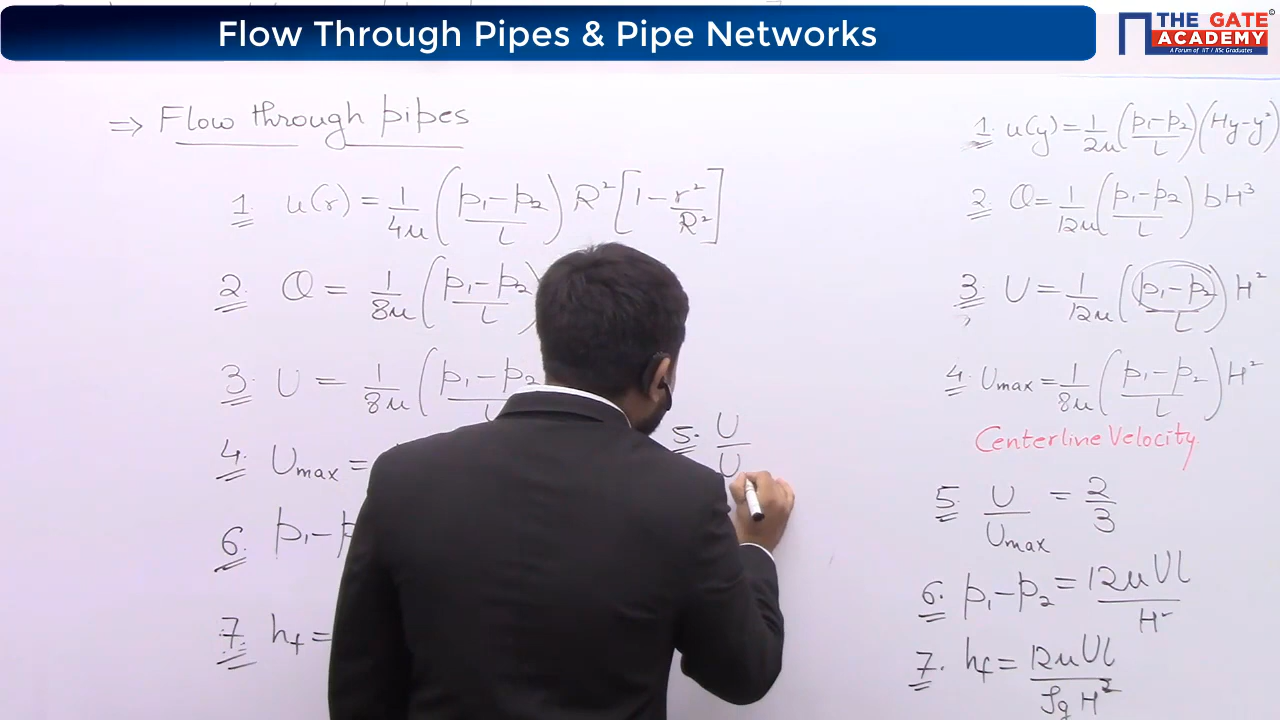 Flow Through Pipes & Pipe Networks
THE GATE ACADEMY
A Forum of IIT / IISc Graduates
⇒ Flow through pipes
1. u(r) = 1/4μ (p₁-p₂/L) R² [1 - r²/R²]
2. Q = 1/8μ (p₁-p₂/L)
3. U = 1/8μ (p₁-p₂
4. Umax =
5. U/U
6. p₁-p
7. hf =
1. u(y) = 1/2μ (p₁-p₂/L) (Hy-y²)
2. Q = 1/12μ (p₁-p₂/L) bH³
3. U = 1/12μ (p₁-p₂/L) H²
4. Umax = 1/8μ (p₁-p₂/L) H²
Centerline Velocity
5 U/Umax = 2/3
6. p₁-p₂ = 12μUl/H²
7. hf = 12μUl/ρgH²